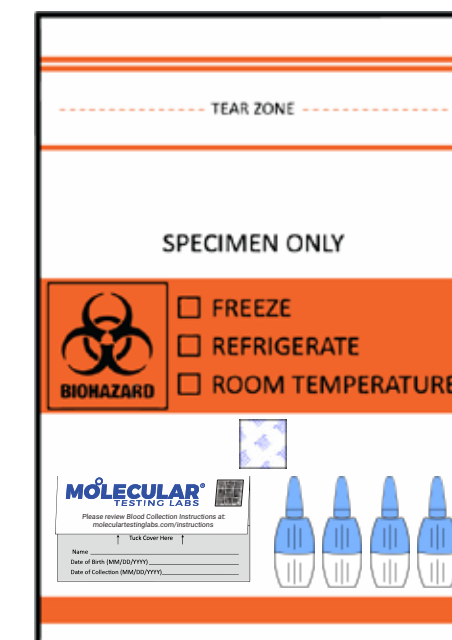 TEAR ZONE
SPECIMEN ONLY
BIOHAZARD
FREEZE
REFRIGERATE
ROOM TEMPERATURE
MOLECULAR®
TESTING LABS
Please review Blood Collection Instructions at:
moleculartestinglabs.com/instructions
Tuck Cover Here
Name
Date of Birth (MM/DD/YYYY)
Date of Collection (MM/DD/YYYY)